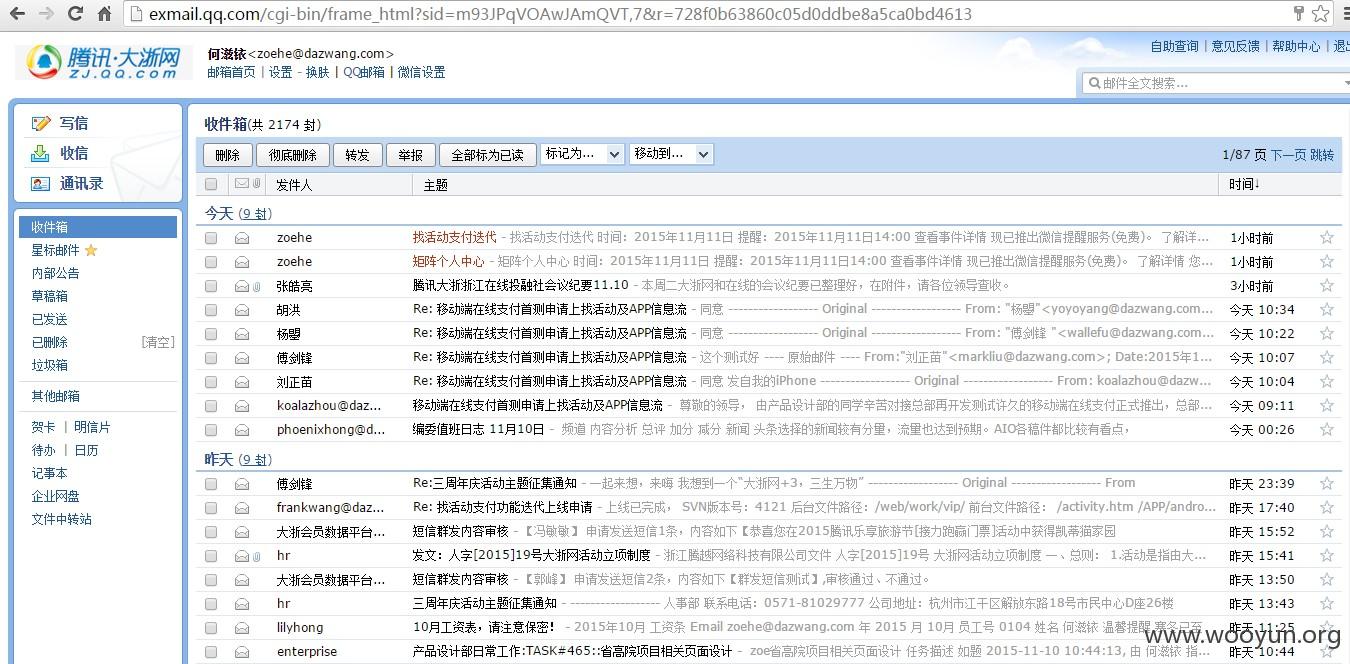 exmail.qq.com/cgi-bin/frame_html?sid=m93JPqVOAwJAmQVT,7&r=728f0b63860c05d0ddbe8a5ca0bd4613
腾讯·大浙网
ZJ.QQ.COM
何滋铱<zoehe@dazwang.com>
邮箱首页 | 设置 - 换肤 | QQ邮箱 | 微信设置
自助查询 | 意见反馈 | 帮助中心 | 退出
邮件全文搜索...
写信
收信
通讯录
收件箱
星标邮件
内部公告
草稿箱
已发送
已删除 [清空]
垃圾箱
其他邮箱
贺卡 | 明信片
待办 | 日历
记事本
企业网盘
文件中转站
收件箱(共 2174 封)
删除 彻底删除 转发 举报 全部标为已读 标记为... 移动到... 1/87 页 下一页 跳转
发件人 主题 时间↓
今天 (9 封)
zoehe 找活动支付迭代 - 找活动支付迭代 时间：2015年11月11日 提醒：2015年11月11日14:00 查看事件详情 现已推出微信提醒服务(免费)。 了解详... 1小时前
zoehe 矩阵个人中心 - 矩阵个人中心 时间：2015年11月11日 提醒：2015年11月11日14:00 查看事件详情 现已推出微信提醒服务(免费)。 了解详情 您... 1小时前
张皓亮 腾讯大浙浙江在线投融社会议纪要11.10 - 本周二大浙网和在线的会议纪要已整理好，在附件，请各位领导查收。 3小时前
胡洪 Re: 移动端在线支付首测申请上找活动及APP信息流 - 同意 ------------------ Original ------------------ From: "杨曌"<yoyoyang@dazwang.com... 今天 10:34
杨曌 Re: 移动端在线支付首测申请上找活动及APP信息流 - 同意 ------------------ Original ------------------ From: "傅剑锋 "<wallefu@dazwang.com>... 今天 10:22
傅剑锋 Re: 移动端在线支付首测申请上找活动及APP信息流 - 这个测试好 ---- 原始邮件 ---- From:"刘正苗"<markliu@dazwang.com>; Date:2015年1... 今天 10:07
刘正苗 Re: 移动端在线支付首测申请上找活动及APP信息流 - 同意 发自我的iPhone ------------------ Original ------------------ From: koalazhou@dazw... 今天 10:04
koalazhou@daz... 移动端在线支付首测申请上找活动及APP信息流 - 尊敬的领导， 由产品设计部的同学辛苦对接总部再开发测试许久的移动端在线支付正式推出，总部... 今天 09:11
phoenixhong@d... 编委值班日志 11月10日 - 频道 内容分析 总评 加分 减分 新闻 头条选择的新闻较有分量，流量也达到预期。AIO各稿件都比较有看点， 今天 00:26
昨天 (9 封)
傅剑锋 Re:三周年庆活动主题征集通知 - 一起来想，来嗨 我想到一个“大浙网+3，三生万物” ------------------ Original ------------------ From 昨天 23:39
frankwang@daz... Re: 找活动支付功能迭代上线申请 - 上线已完成， SVN版本号：4121 后台文件路径：/web/work/vip/ 前台文件路径： /activity.htm /APP/andro... 昨天 17:40
大浙会员数据平台... 短信群发内容审核 - 【冯敏敏】 申请发送短信1条，内容如下【恭喜您在2015腾讯乐享旅游节[接力跑赢门票]活动中获得凯蒂猫家园 昨天 15:52
hr 发文：人字[2015]19号大浙网活动立项制度 - 浙江腾越网络科技有限公司文件 人字[2015]19号 大浙网活动立项制度 一、总则： 1.活动是指由大... 昨天 15:41
大浙会员数据平台... 短信群发内容审核 - 【郭峰】 申请发送短信2条，内容如下【群发短信测试】,审核通过、不通过。 昨天 13:50
hr 三周年庆活动主题征集通知 - ------------------ 人事部 联系电话：0571-81029777 公司地址：杭州市江干区解放东路18号市民中心D座26楼 昨天 13:43
lilyhong 10月工资表，请注意保密！ - 2015年10月 工资条 Email zoehe@dazwang.com 年 2015 月 10月 员工号 0104 姓名 何滋铱 温馨提醒 寒冬已至... 昨天 11:25
enterprise 产品设计部日常工作:TASK#465::省高院项目相关页面设计 - zoe省高院项目相关页面设计 任务描述 如题 2015-11-10 10:44:13, 由 何滋铱 指... 昨天 10:44
www.wooyun.org